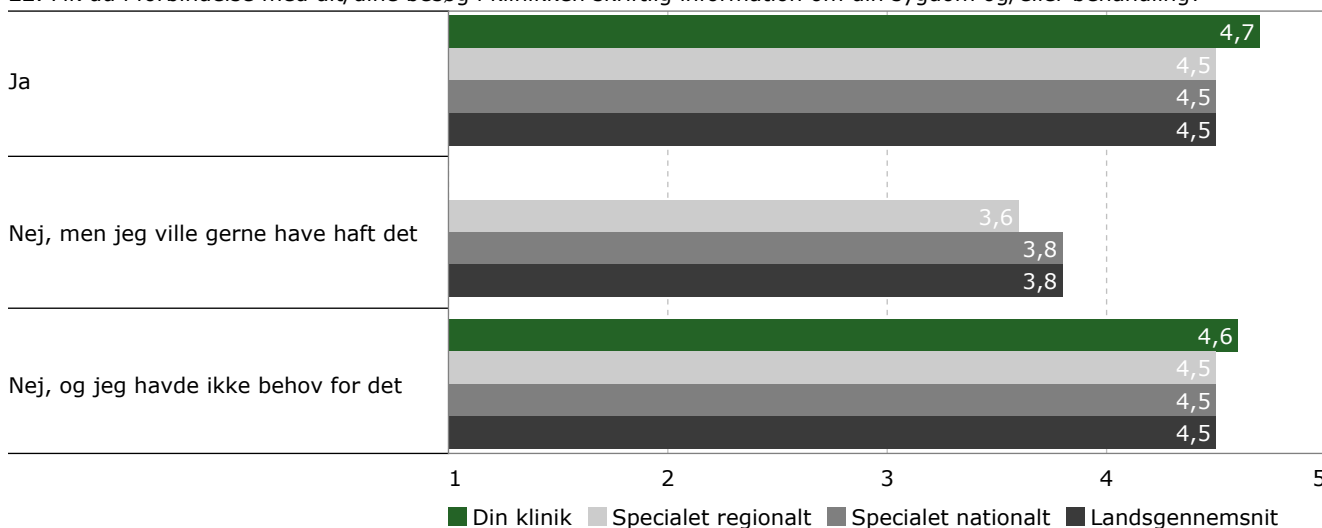 Ja
4,7
4,5
4,5
4,5
Nej, men jeg ville gerne have haft det
3,6
3,8
3,8
Nej, og jeg havde ikke behov for det
4,6
4,5
4,5
4,5
1 2 3 4 5
Din klinik Specialet regionalt Specialet nationalt Landsgennemsnit